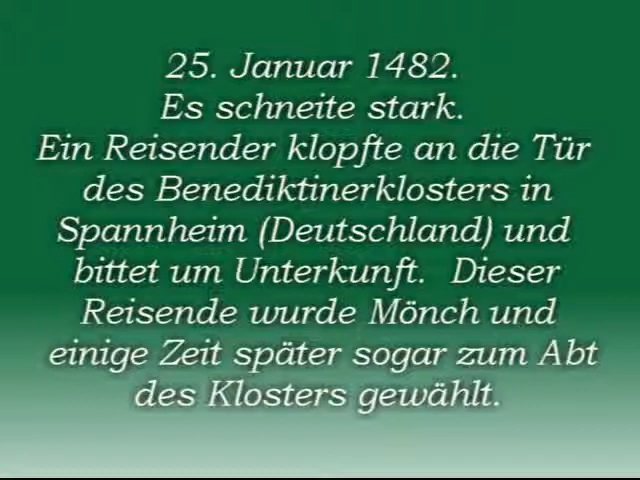 25. Januar 1482.
Es schneite stark.
Ein Reisender klopfte an die Tür
des Benediktinerklosters in
Spannheim (Deutschland) und
bittet um Unterkunft. Dieser
Reisende wurde Mönch und
einige Zeit später sogar zum Abt
des Klosters gewählt.